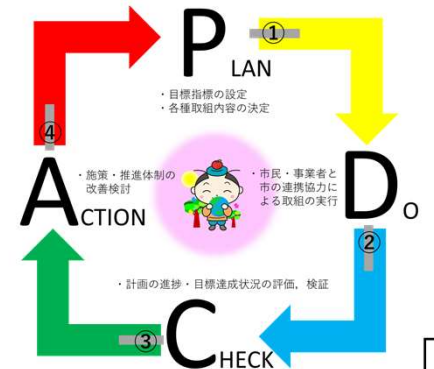 PLAN
①
・目標指標の設定
・各種取組内容の決定
④
ACTION
・施策・推進体制の
改善検討
・市民・事業者と
市の連携協力に
よる取組の実行
DO
②
・計画の進捗・目標達成状況の評価，検証
③
CHECK